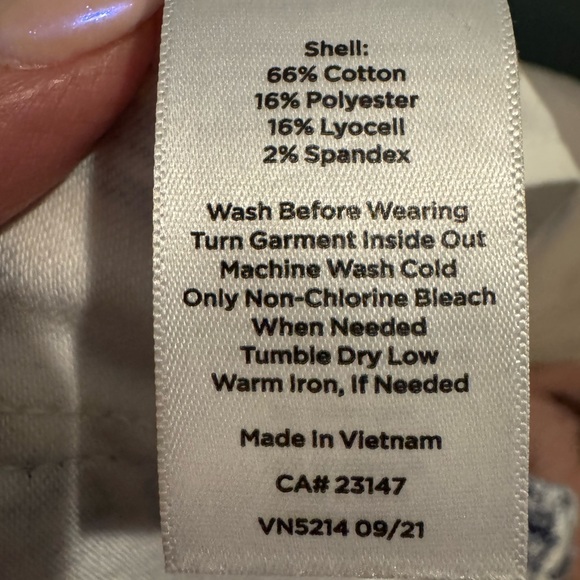 Shell:
66% Cotton
16% Polyester
16% Lyocell
2% Spandex
Wash Before Wearing
Turn Garment Inside Out
Machine Wash Cold
Only Non-Chlorine Bleach
When Needed
Tumble Dry Low
Warm Iron, If Needed
Made In Vietnam
CA# 23147
VN5214 09/21